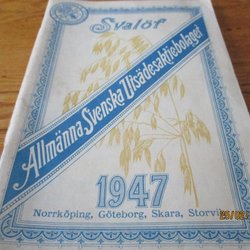 Svalöf
Allmänna Svenska Utsädesaktiebolaget
1947
Norrköping, Göteborg, Skara, Storvik